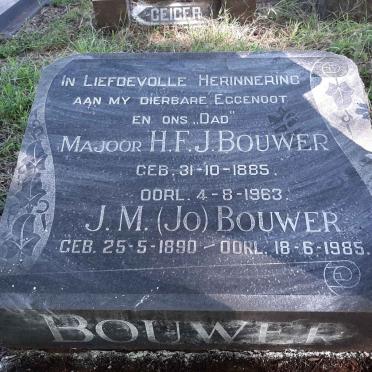 GEIGER
IN LIEFDEVOLLE HERINNERING
AAN MY DIERBARE EGGENOOT
EN ONS „DAD"
MAJOOR H.F.J. BOUWER
GEB. 31-10-1885.
OORL. 4-8-1963.
J.M. (JO) BOUWER
GEB. 25-5-1890 — OORL. 18-6-1985.
BOUWER